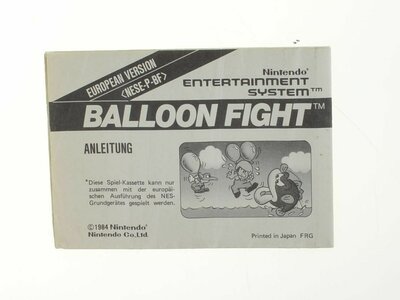 EUROPEAN VERSION
<NESE-P-BF>
Nintendo
ENTERTAINMENT
SYSTEM™
BALLOON FIGHT™
ANLEITUNG
*Diese Spiel-Kassette kann nur
zusammen mit der europäi-
schen Ausführung des NES-
Grundgerätes gespielt werden.
©1984 Nintendo
Nintendo Co.,Ltd.
Printed in Japan FRG